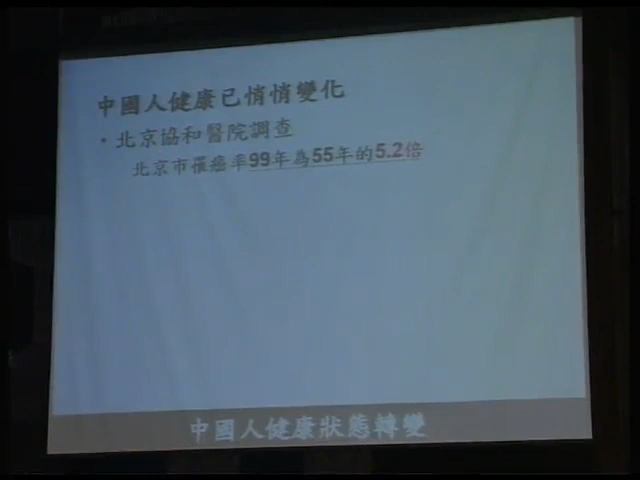 中國人健康已悄悄變化
・北京協和醫院調查
北京市罹癌率99年為55年的5.2倍
中國人健康狀態轉變